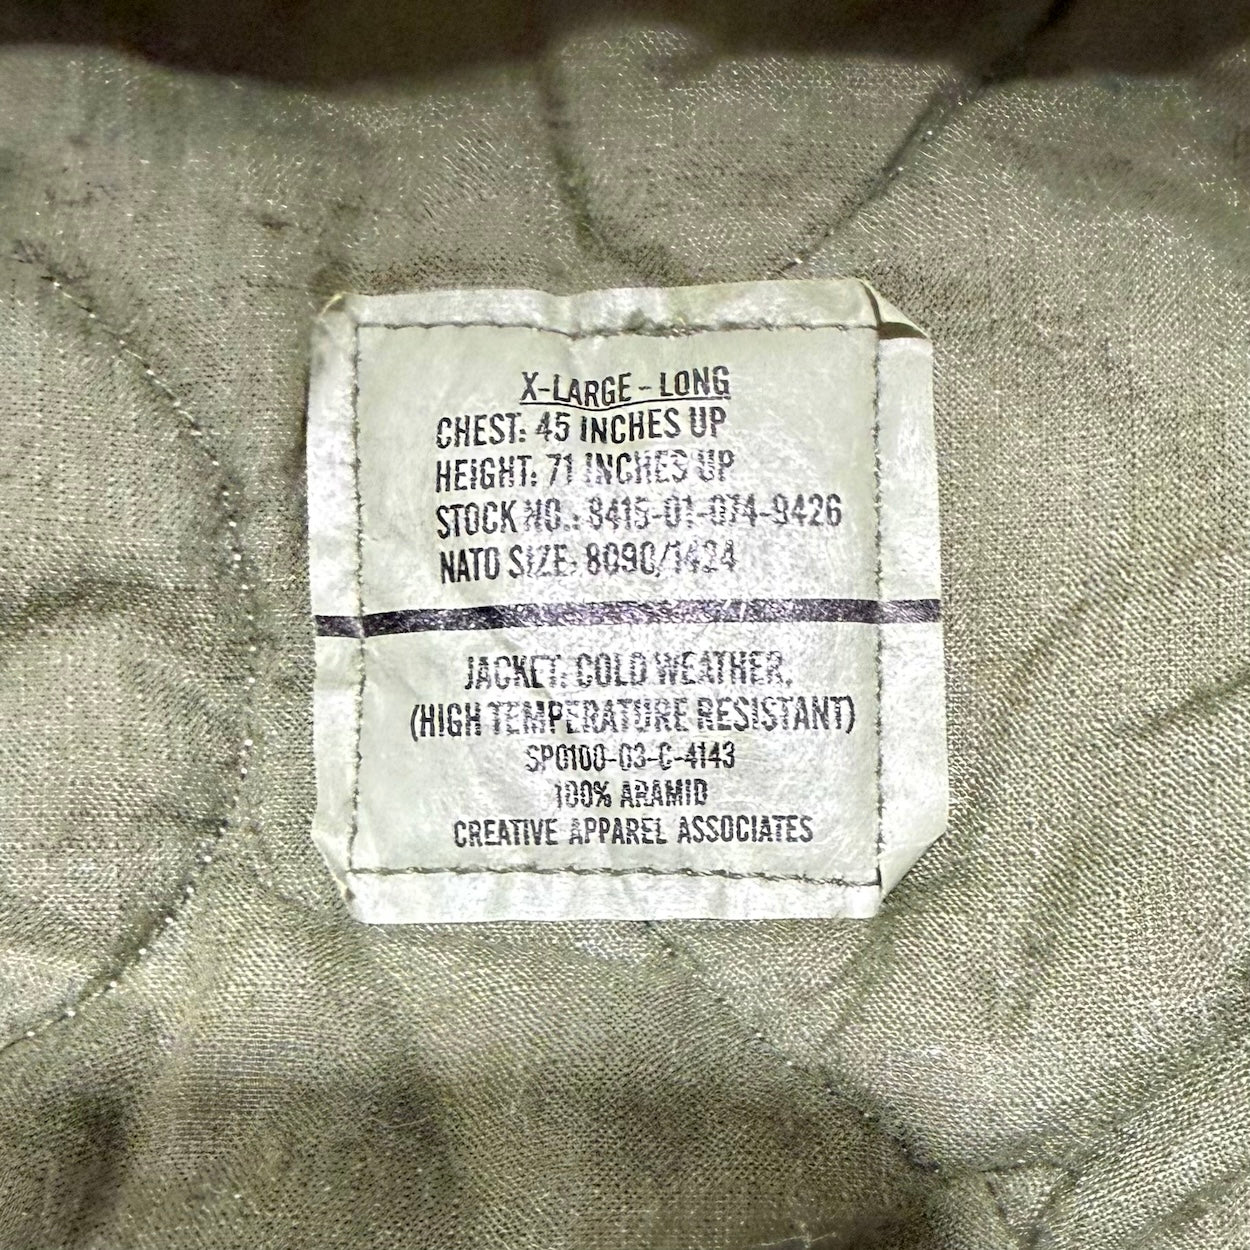 X-LARGE - LONG
CHEST: 45 INCHES UP
HEIGHT: 71 INCHES UP
STOCK NO.: 8415-01-074-9426
NATO SIZE: 8090/1424
JACKET, COLD WEATHER,
(HIGH TEMPERATURE RESISTANT)
SP0100-03-C-4143
100% ARAMID
CREATIVE APPAREL ASSOCIATES